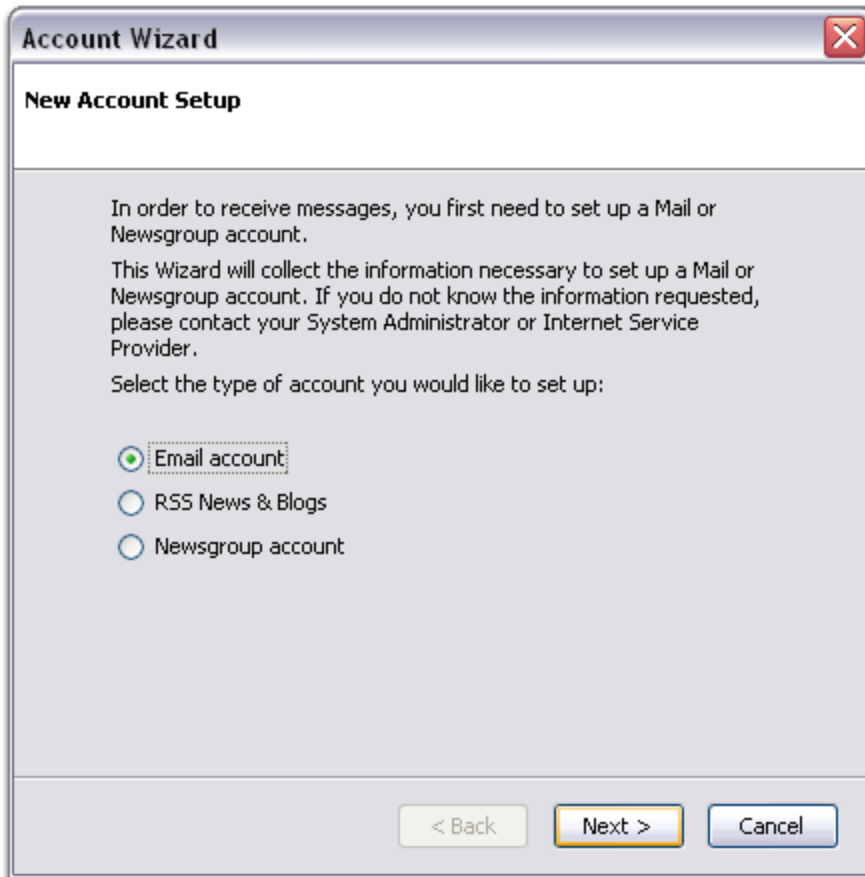 Account Wizard
New Account Setup
In order to receive messages, you first need to set up a Mail or
Newsgroup account.
This Wizard will collect the information necessary to set up a Mail or
Newsgroup account. If you do not know the information requested,
please contact your System Administrator or Internet Service
Provider.
Select the type of account you would like to set up:
Email account
RSS News & Blogs
Newsgroup account
< Back Next > Cancel